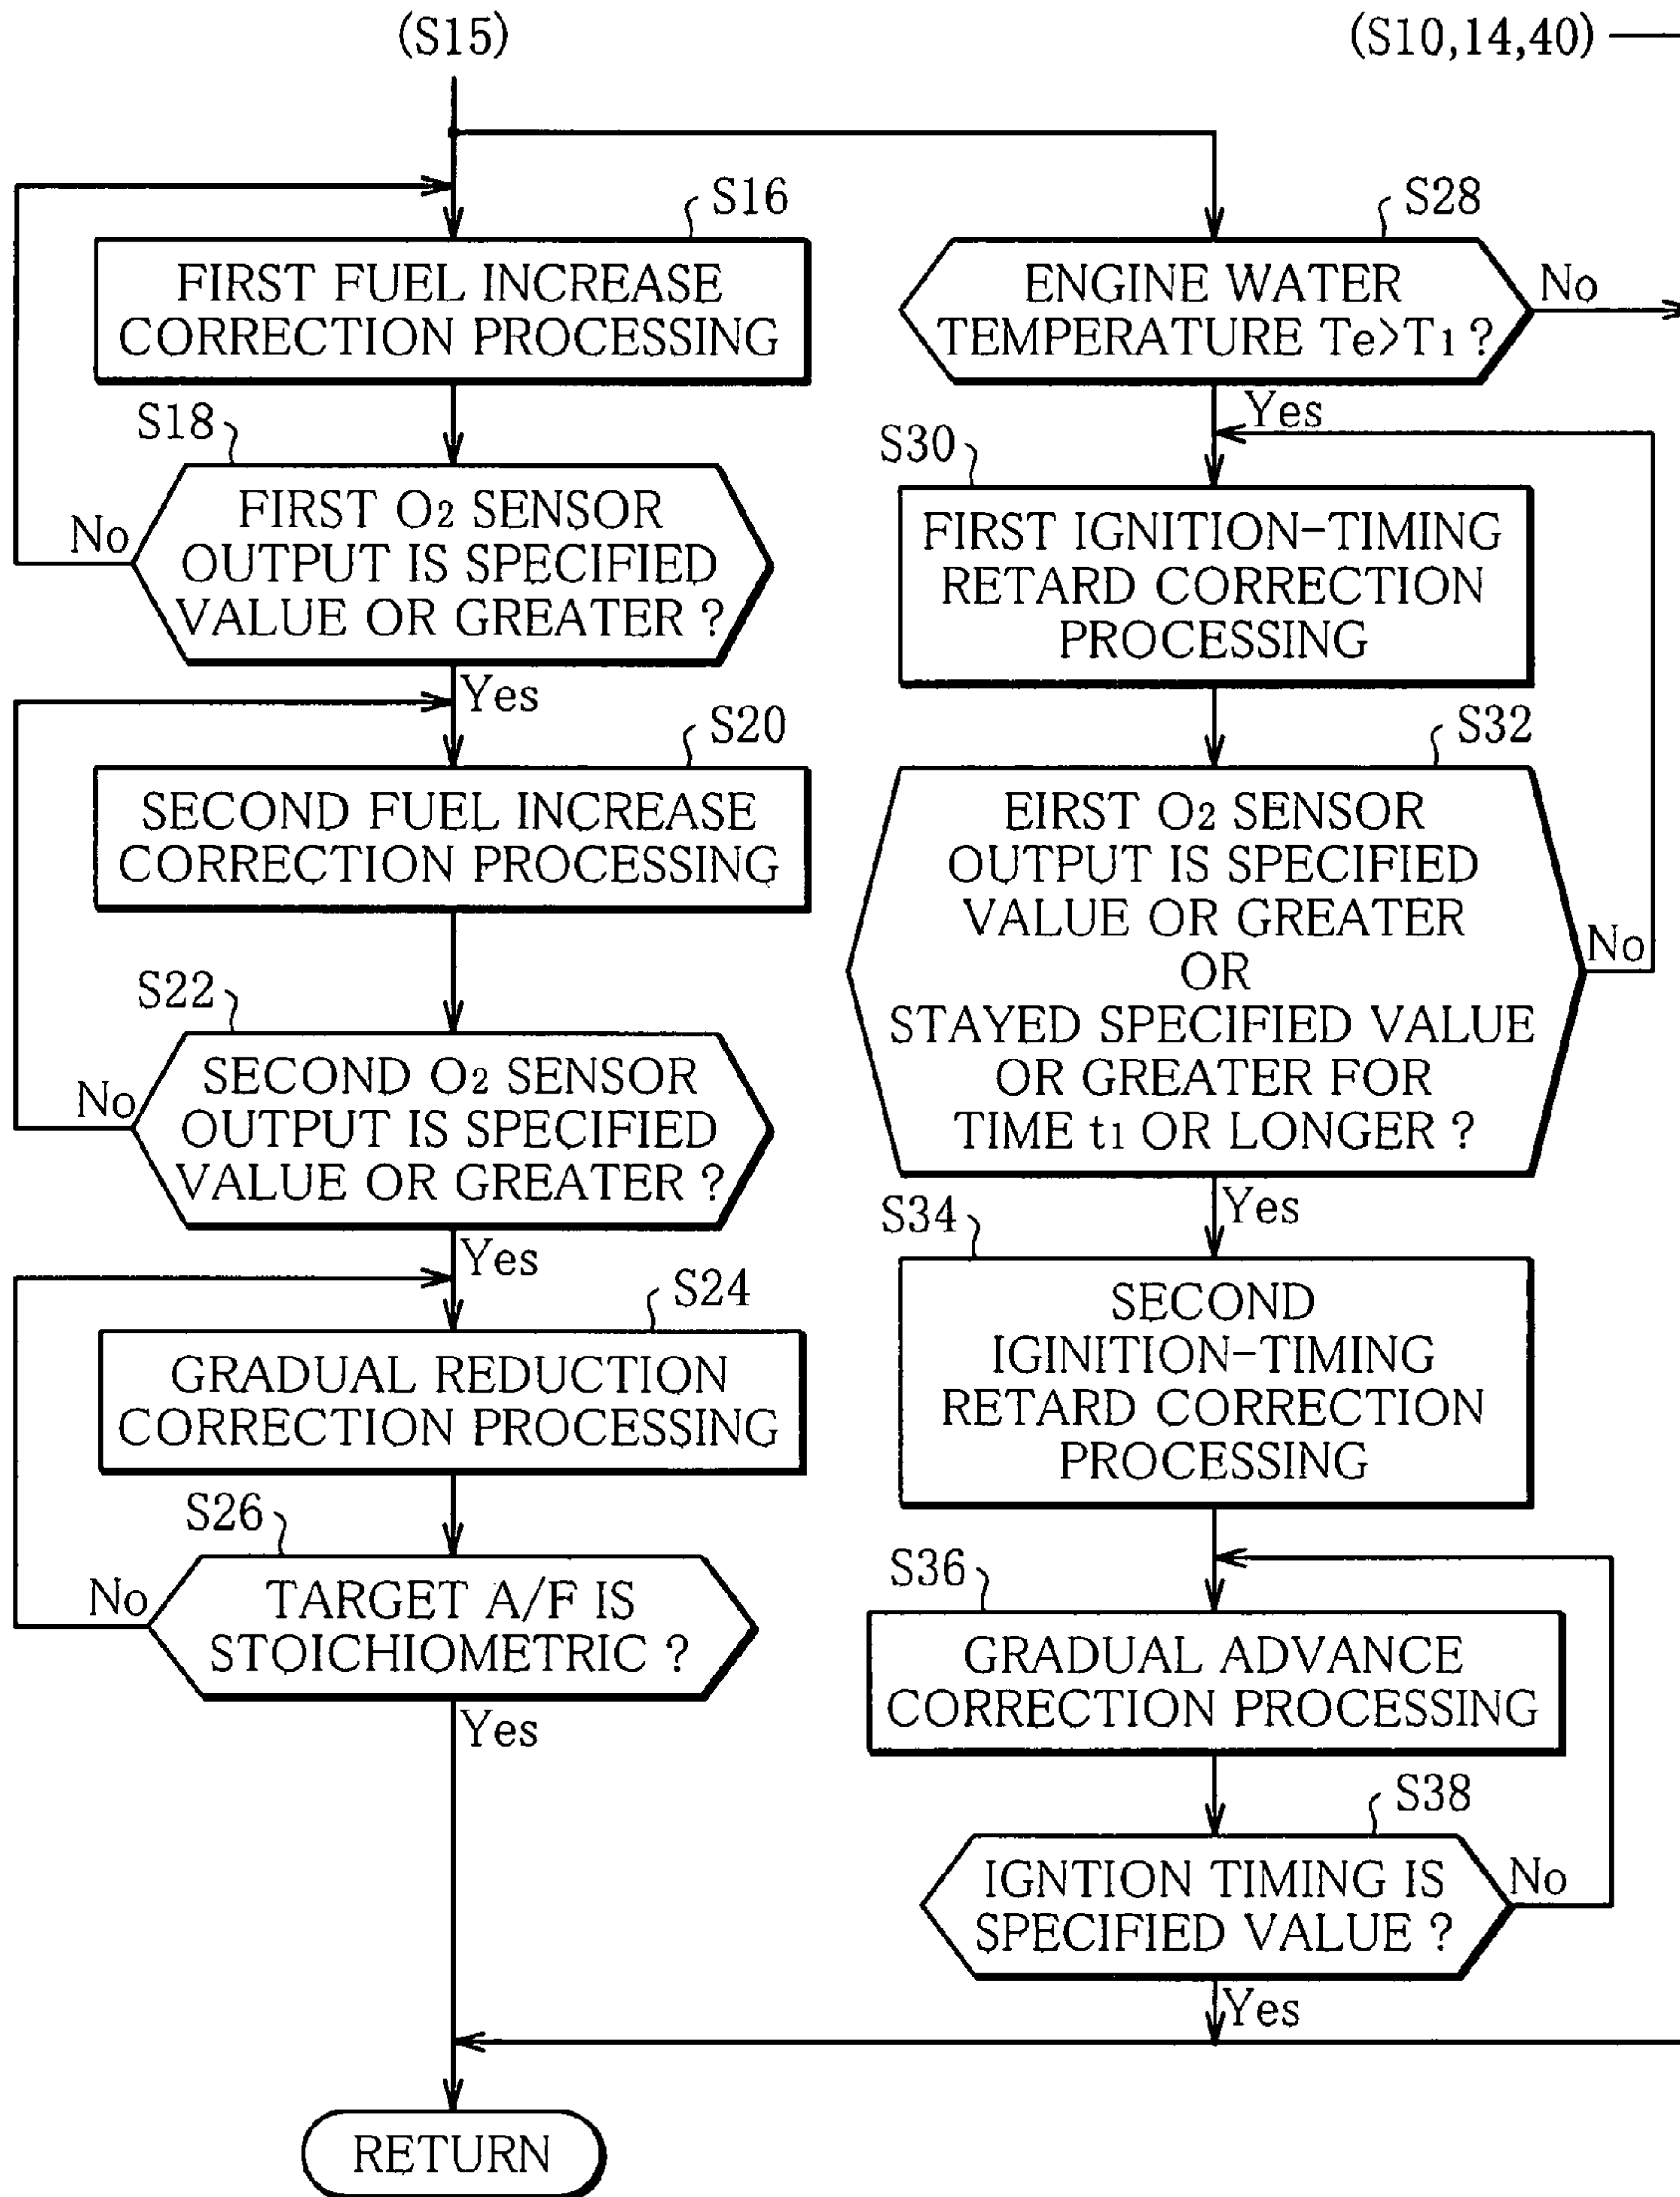 (S15)
(S10,14,40)
S16
FIRST FUEL INCREASE
CORRECTION PROCESSING
S18
FIRST O2 SENSOR
OUTPUT IS SPECIFIED
VALUE OR GREATER ?
No
Yes
S20
SECOND FUEL INCREASE
CORRECTION PROCESSING
S22
SECOND O2 SENSOR
OUTPUT IS SPECIFIED
VALUE OR GREATER ?
No
Yes
S24
GRADUAL REDUCTION
CORRECTION PROCESSING
S26
TARGET A/F IS
STOICHIOMETRIC ?
No
Yes
S28
ENGINE WATER
TEMPERATURE Te>T1 ?
No
Yes
S30
FIRST IGNITION-TIMING
RETARD CORRECTION
PROCESSING
S32
EIRST O2 SENSOR
OUTPUT IS SPECIFIED
VALUE OR GREATER
OR
STAYED SPECIFIED VALUE
OR GREATER FOR
TIME t1 OR LONGER ?
No
Yes
S34
SECOND
IGINITION-TIMING
RETARD CORRECTION
PROCESSING
S36
GRADUAL ADVANCE
CORRECTION PROCESSING
S38
IGNTION TIMING IS
SPECIFIED VALUE ?
No
Yes
RETURN